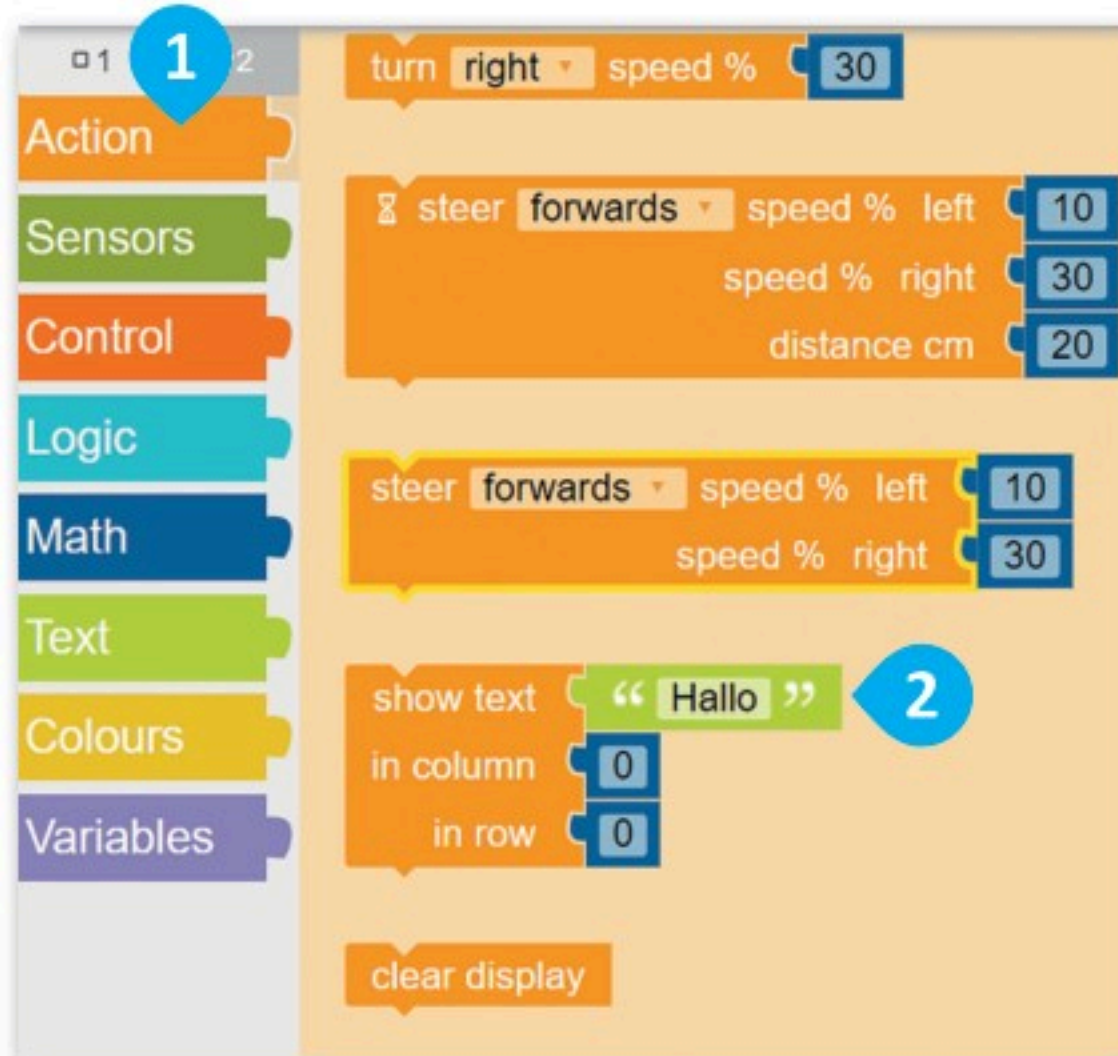 1 1 2
Action
Sensors
Control
Logic
Math
Text
Colours
Variables
turn right speed % 30
steer forwards speed % left 10
speed % right 30
distance cm 20
steer forwards speed % left 10
speed % right 30
show text “ Hallo ” 2
in column 0
in row 0
clear display